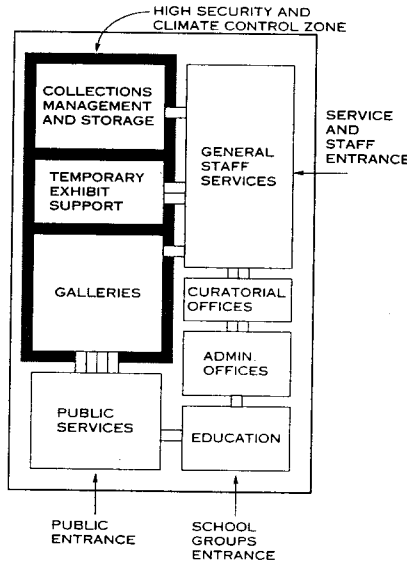 HIGH SECURITY AND
CLIMATE CONTROL ZONE
COLLECTIONS
MANAGEMENT
AND STORAGE
GENERAL
STAFF
SERVICES
SERVICE
AND
STAFF
ENTRANCE
TEMPORARY
EXHIBIT
SUPPORT
GALLERIES
CURATORIAL
OFFICES
ADMIN.
OFFICES
PUBLIC
SERVICES
EDUCATION
PUBLIC
ENTRANCE
SCHOOL
GROUPS
ENTRANCE